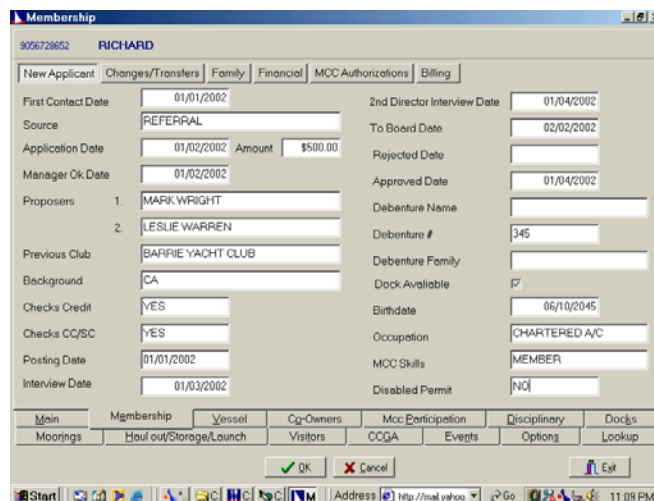 Membership
9056728652 RICHARD
New Applicant Changes/Transfers Family Financial MCC Authorizations Billing
First Contact Date 01/01/2002
Source REFERRAL
Application Date 01/02/2002 Amount $500.00
Manager Ok Date 01/02/2002
Proposers 1. MARK WRIGHT
2. LESLIE WARREN
Previous Club BARRIE YACHT CLUB
Background CA
Checks Credit YES
Checks CC/SC YES
Posting Date 01/01/2002
Interview Date 01/03/2002
2nd Director Interview Date 01/04/2002
To Board Date 02/02/2002
Rejected Date
Approved Date 01/04/2002
Debenture Name
Debenture # 345
Debenture Family
Dock Avaliable
Birthdate 06/10/2045
Occupation CHARTERED A/C
MCC Skills MEMBER
Disabled Permit NO
Main Membership Vessel Co-Owners Mcc Participation Disciplinary Docks
Moorings Haul out/Storage/Launch Visitors CCGA Events Options Lookup
OK Cancel Exit
Start C C C M Address http://mail.yahoo. Go 11:09 PM